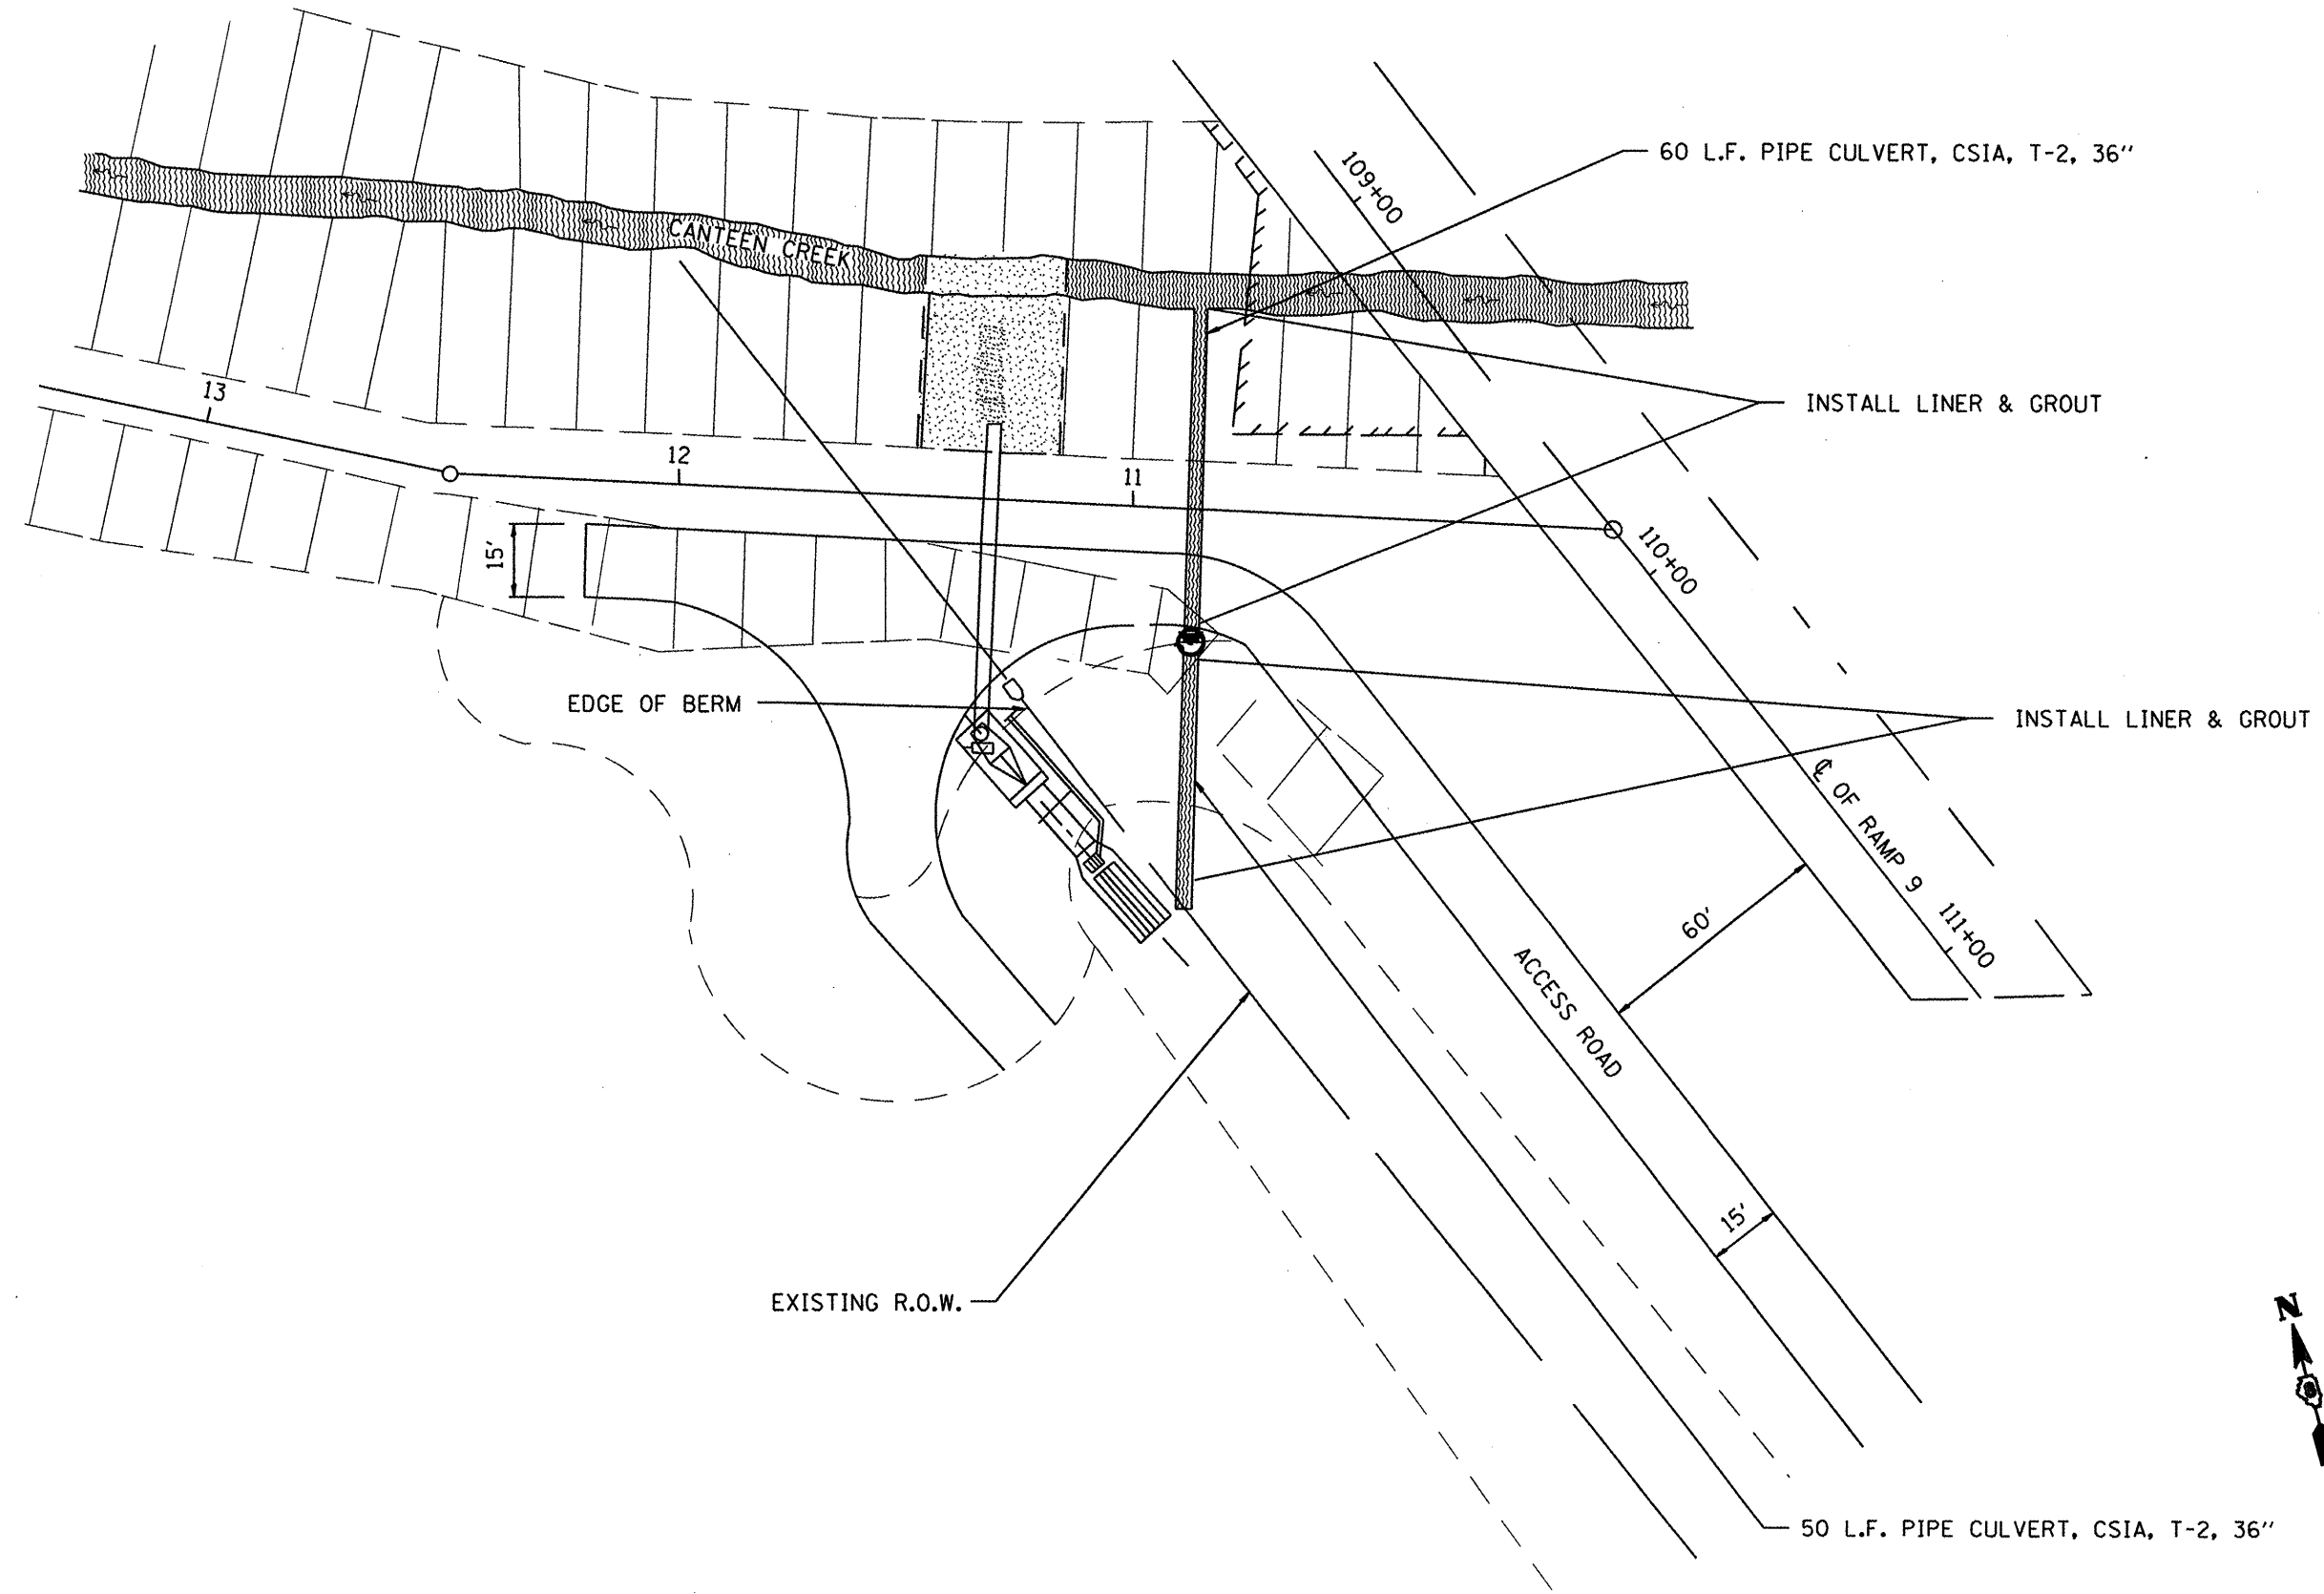 60 L.F. PIPE CULVERT, CSIA, T-2, 36"
109+00
CANTEEN CREEK
INSTALL LINER & GROUT
13
12
11
15'
110+00
EDGE OF BERM
INSTALL LINER & GROUT
℄ OF RAMP 9
111+00
60'
ACCESS ROAD
15'
EXISTING R.O.W.
N
50 L.F. PIPE CULVERT, CSIA, T-2, 36"